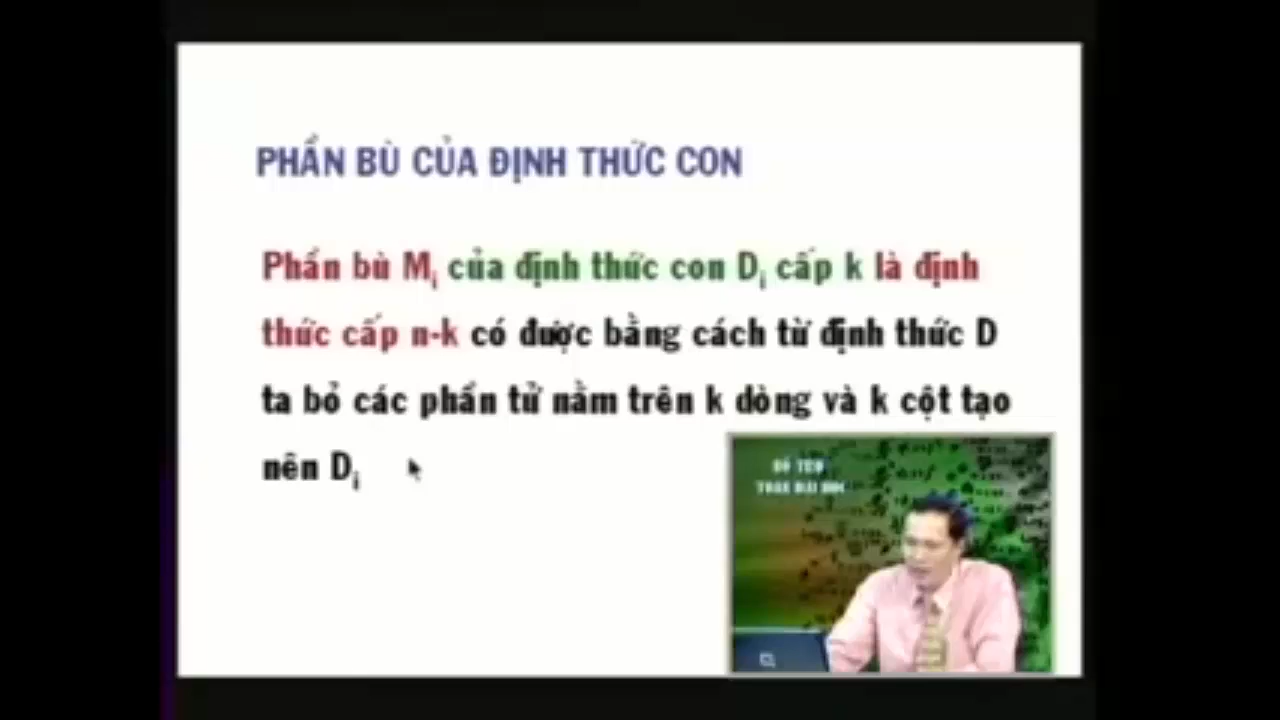 PHẦN BÙ CỦA ĐỊNH THỨC CON
Phần bù Mi của định thức con Di cấp k là định
thức cấp n-k có được bằng cách từ định thức D
ta bỏ các phần tử nằm trên k dòng và k cột tạo
nên Di